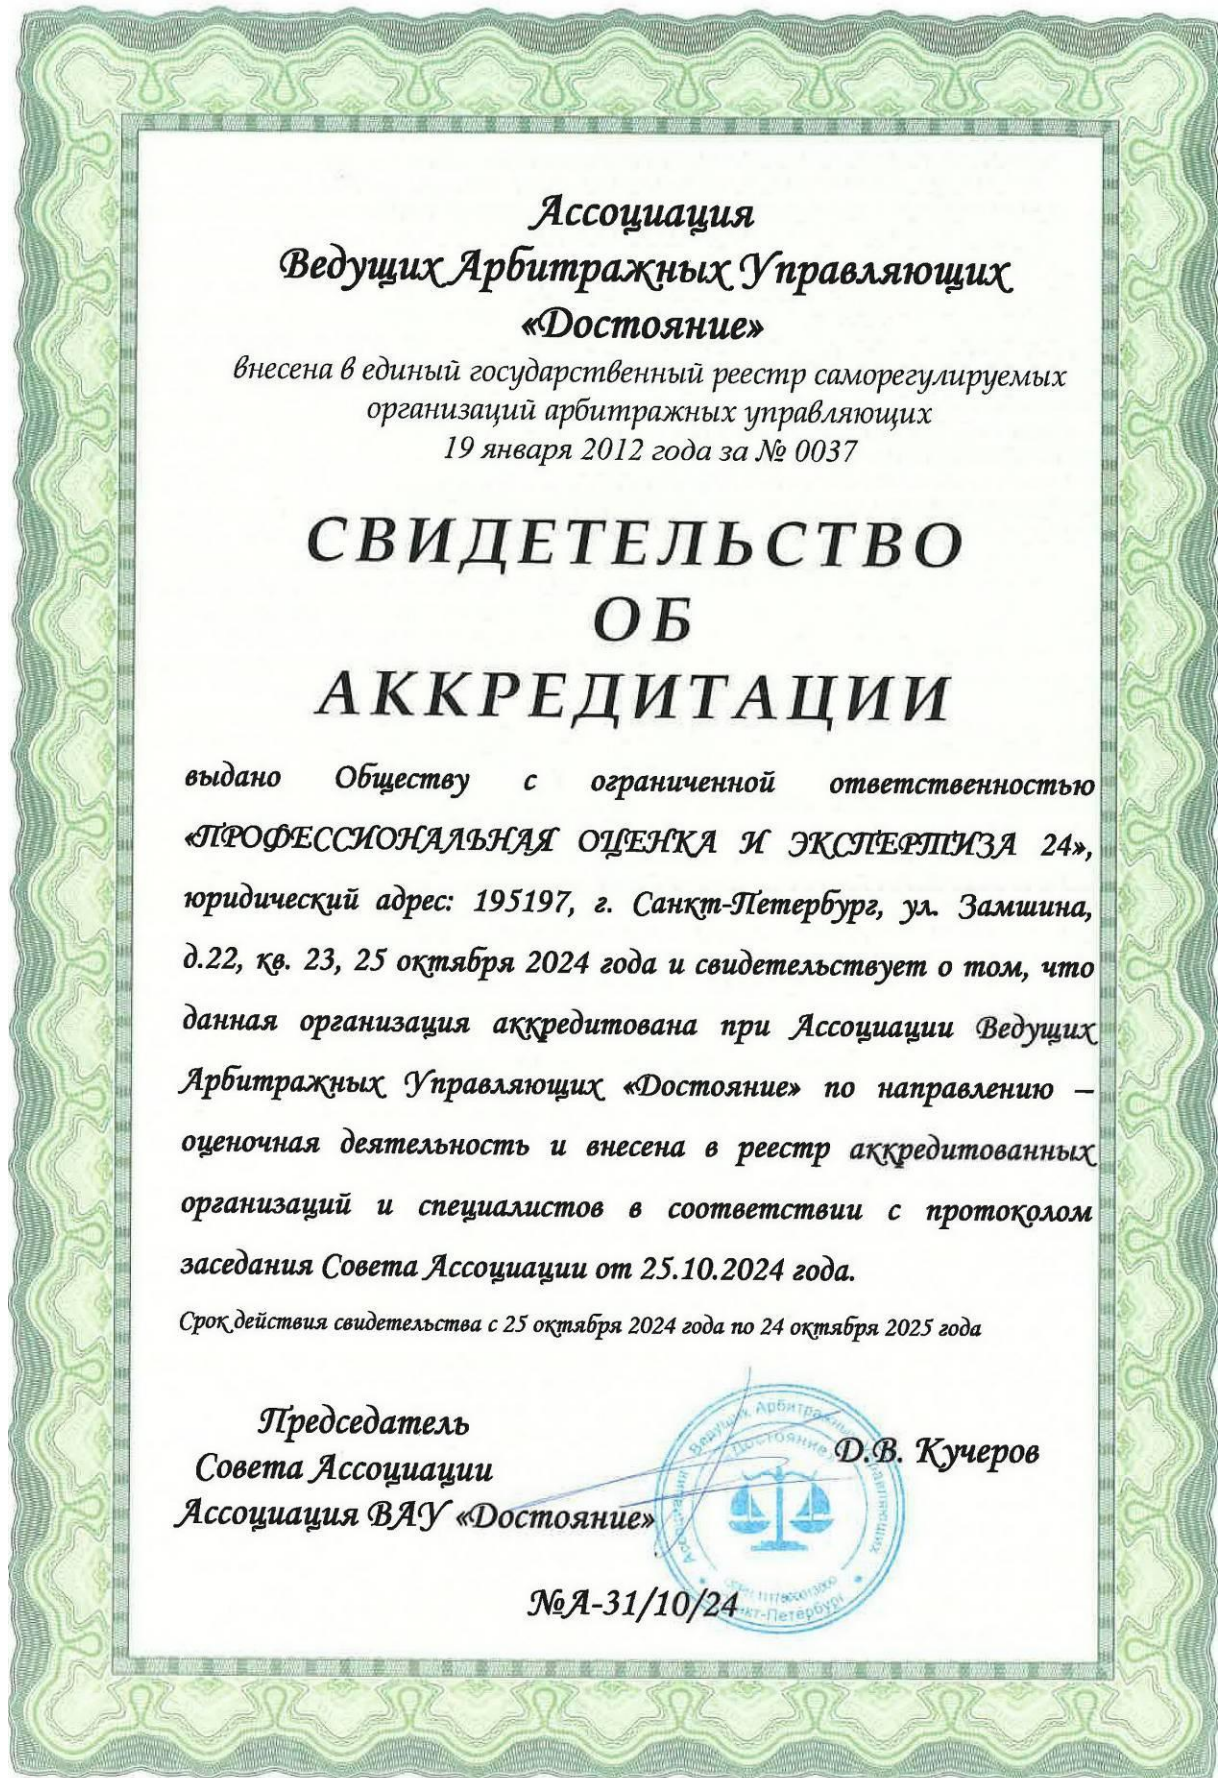 Ассоциация
Ведущих Арбитражных Управляющих
«Достояние»
внесена в единый государственный реестр саморегулируемых
организаций арбитражных управляющих
19 января 2012 года за № 0037
СВИДЕТЕЛЬСТВО
ОБ
АККРЕДИТАЦИИ
выдано Обществу с ограниченной ответственностью
«ПРОФЕССИОНАЛЬНАЯ ОЦЕНКА И ЭКСПЕРТИЗА 24»,
юридический адрес: 195197, г. Санкт-Петербург, ул. Замшина,
д.22, кв. 23, 25 октября 2024 года и свидетельствует о том, что
данная организация аккредитована при Ассоциации Ведущих
Арбитражных Управляющих «Достояние» по направлению –
оценочная деятельность и внесена в реестр аккредитованных
организаций и специалистов в соответствии с протоколом
заседания Совета Ассоциации от 25.10.2024 года.
Срок действия свидетельства с 25 октября 2024 года по 24 октября 2025 года
Председатель
Совета Ассоциации
Ассоциация ВАУ «Достояние»
Д.В. Кучеров
Ассоциация Ведущих Арбитражных Управляющих
Достояние
№А-31/10/24